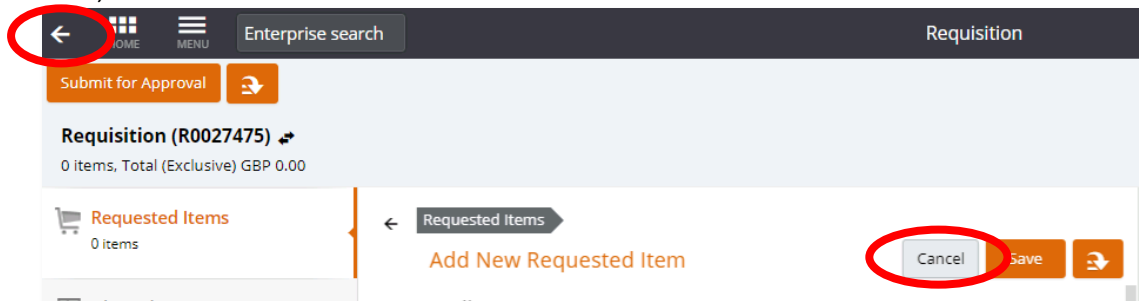 HOME MENU Enterprise search Requisition
Submit for Approval
Requisition (R0027475)
0 items, Total (Exclusive) GBP 0.00
Requested Items
0 items
Requested Items
Add New Requested Item
Cancel Save